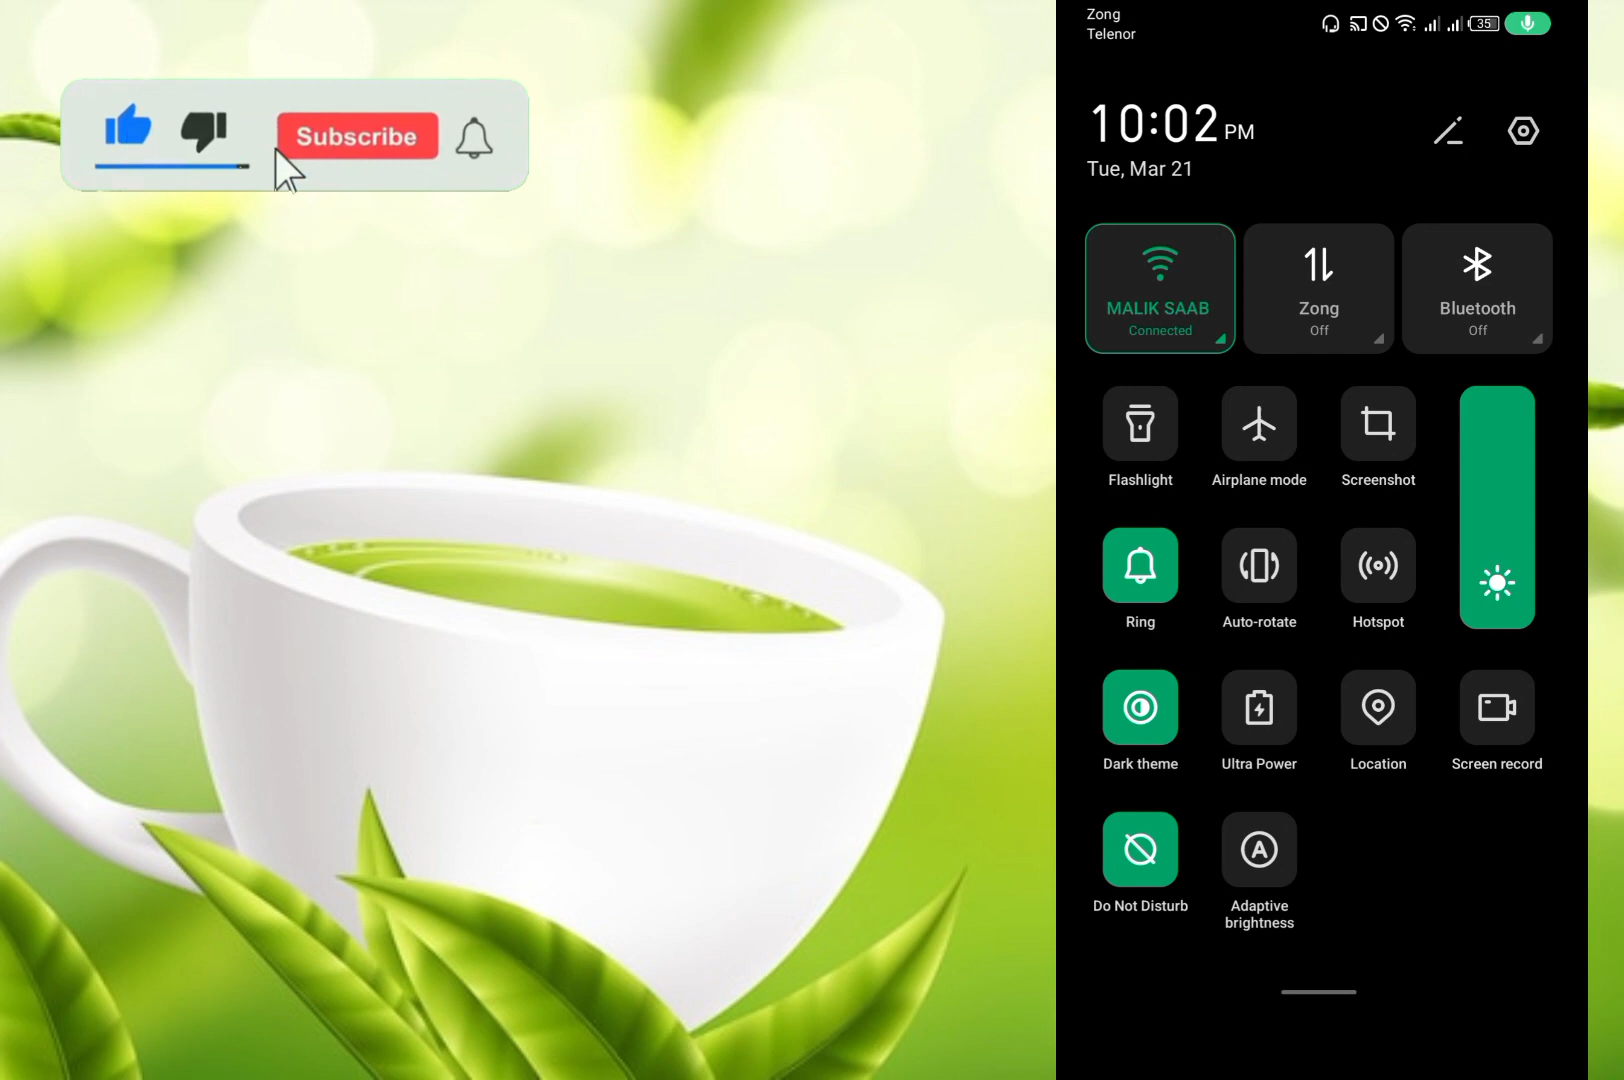 Subscribe
Zong
Telenor
35
10:02 PM
Tue, Mar 21
MALIK SAAB
Connected
Zong
Off
Bluetooth
Off
Flashlight
Airplane mode
Screenshot
Ring
Auto-rotate
Hotspot
Dark theme
Ultra Power
Location
Screen record
Do Not Disturb
Adaptive
brightness